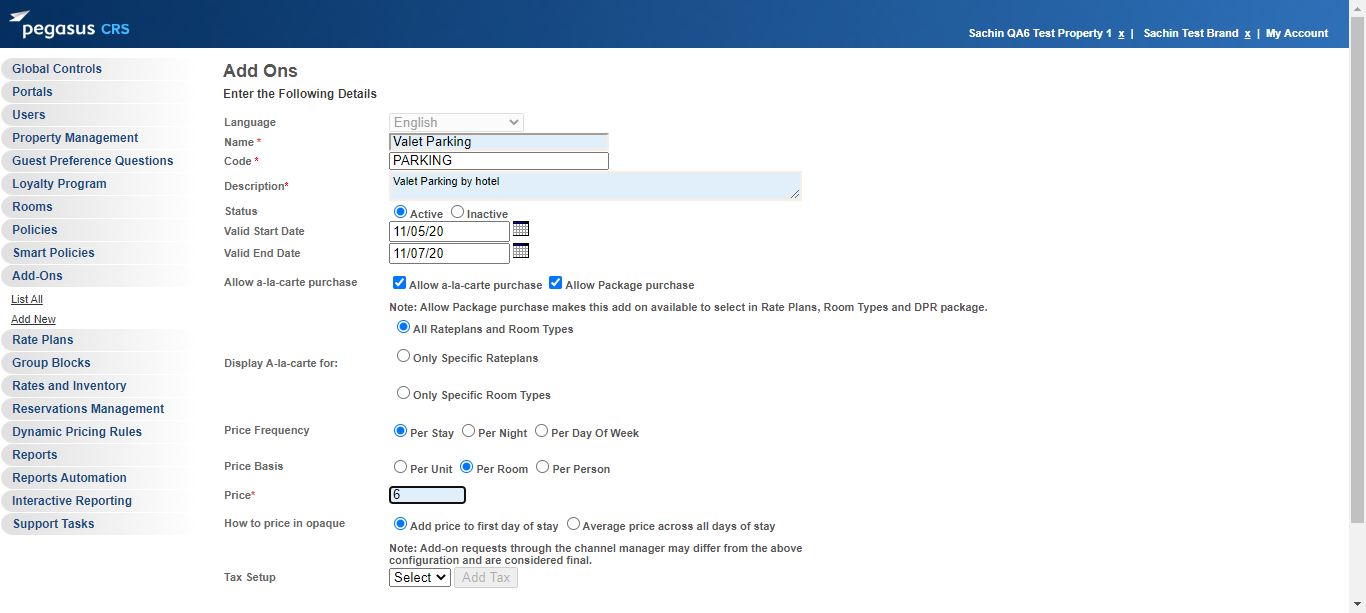 pegasus CRS
Sachin QA6 Test Property 1 x | Sachin Test Brand x | My Account
Global Controls
Portals
Users
Property Management
Guest Preference Questions
Loyalty Program
Rooms
Policies
Smart Policies
Add-Ons
List All
Add New
Rate Plans
Group Blocks
Rates and Inventory
Reservations Management
Dynamic Pricing Rules
Reports
Reports Automation
Interactive Reporting
Support Tasks
Add Ons
Enter the Following Details
Language English
Name * Valet Parking
Code * PARKING
Description* Valet Parking by hotel
Status Active Inactive
Valid Start Date 11/05/20
Valid End Date 11/07/20
Allow a-la-carte purchase Allow a-la-carte purchase Allow Package purchase
Note: Allow Package purchase makes this add on available to select in Rate Plans, Room Types and DPR package.
All Rateplans and Room Types
Display A-la-carte for: Only Specific Rateplans
Only Specific Room Types
Price Frequency Per Stay Per Night Per Day Of Week
Price Basis Per Unit Per Room Per Person
Price* 6
How to price in opaque Add price to first day of stay Average price across all days of stay
Note: Add-on requests through the channel manager may differ from the above
configuration and are considered final.
Tax Setup Select Add Tax